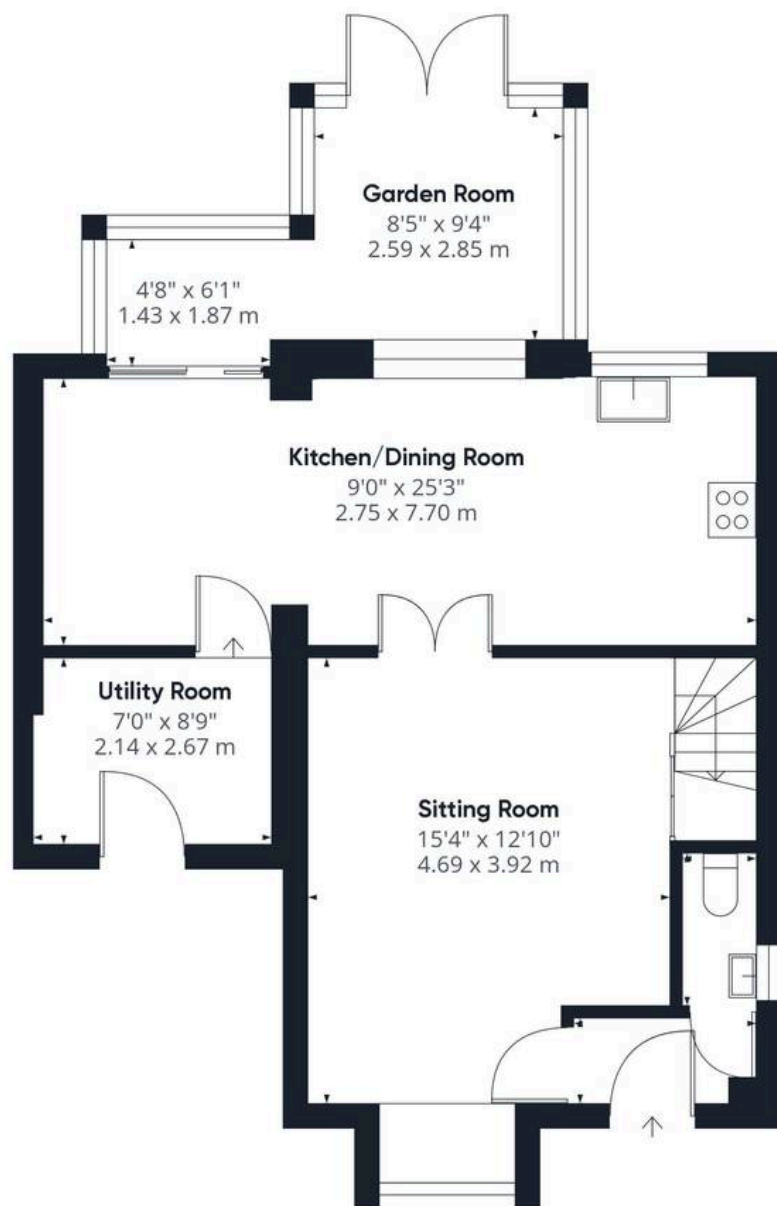 Garden Room
8'5" x 9'4"
2.59 x 2.85 m
4'8" x 6'1"
1.43 x 1.87 m
Kitchen/Dining Room
9'0" x 25'3"
2.75 x 7.70 m
Utility Room
7'0" x 8'9"
2.14 x 2.67 m
Sitting Room
15'4" x 12'10"
4.69 x 3.92 m